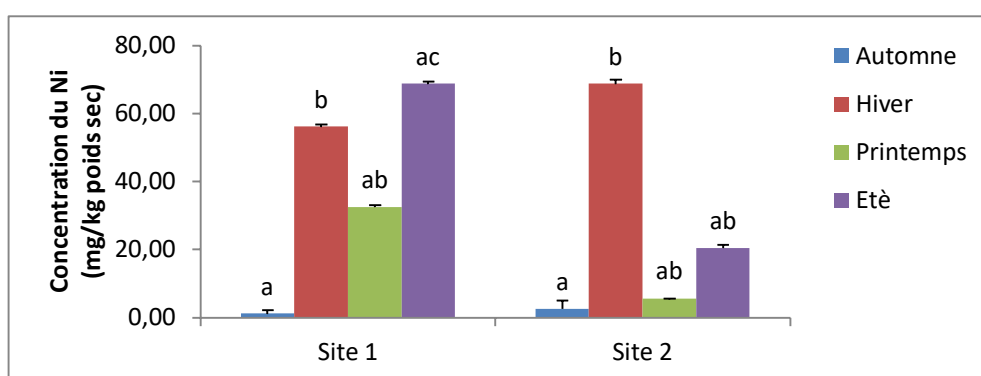 Concentration du Ni
(mg/kg poids sec)
80,00
60,00
40,00
20,00
0,00
a
b
ab
ac
a
b
ab
ab
Site 1
Site 2
Automne
Hiver
Printemps
Etè